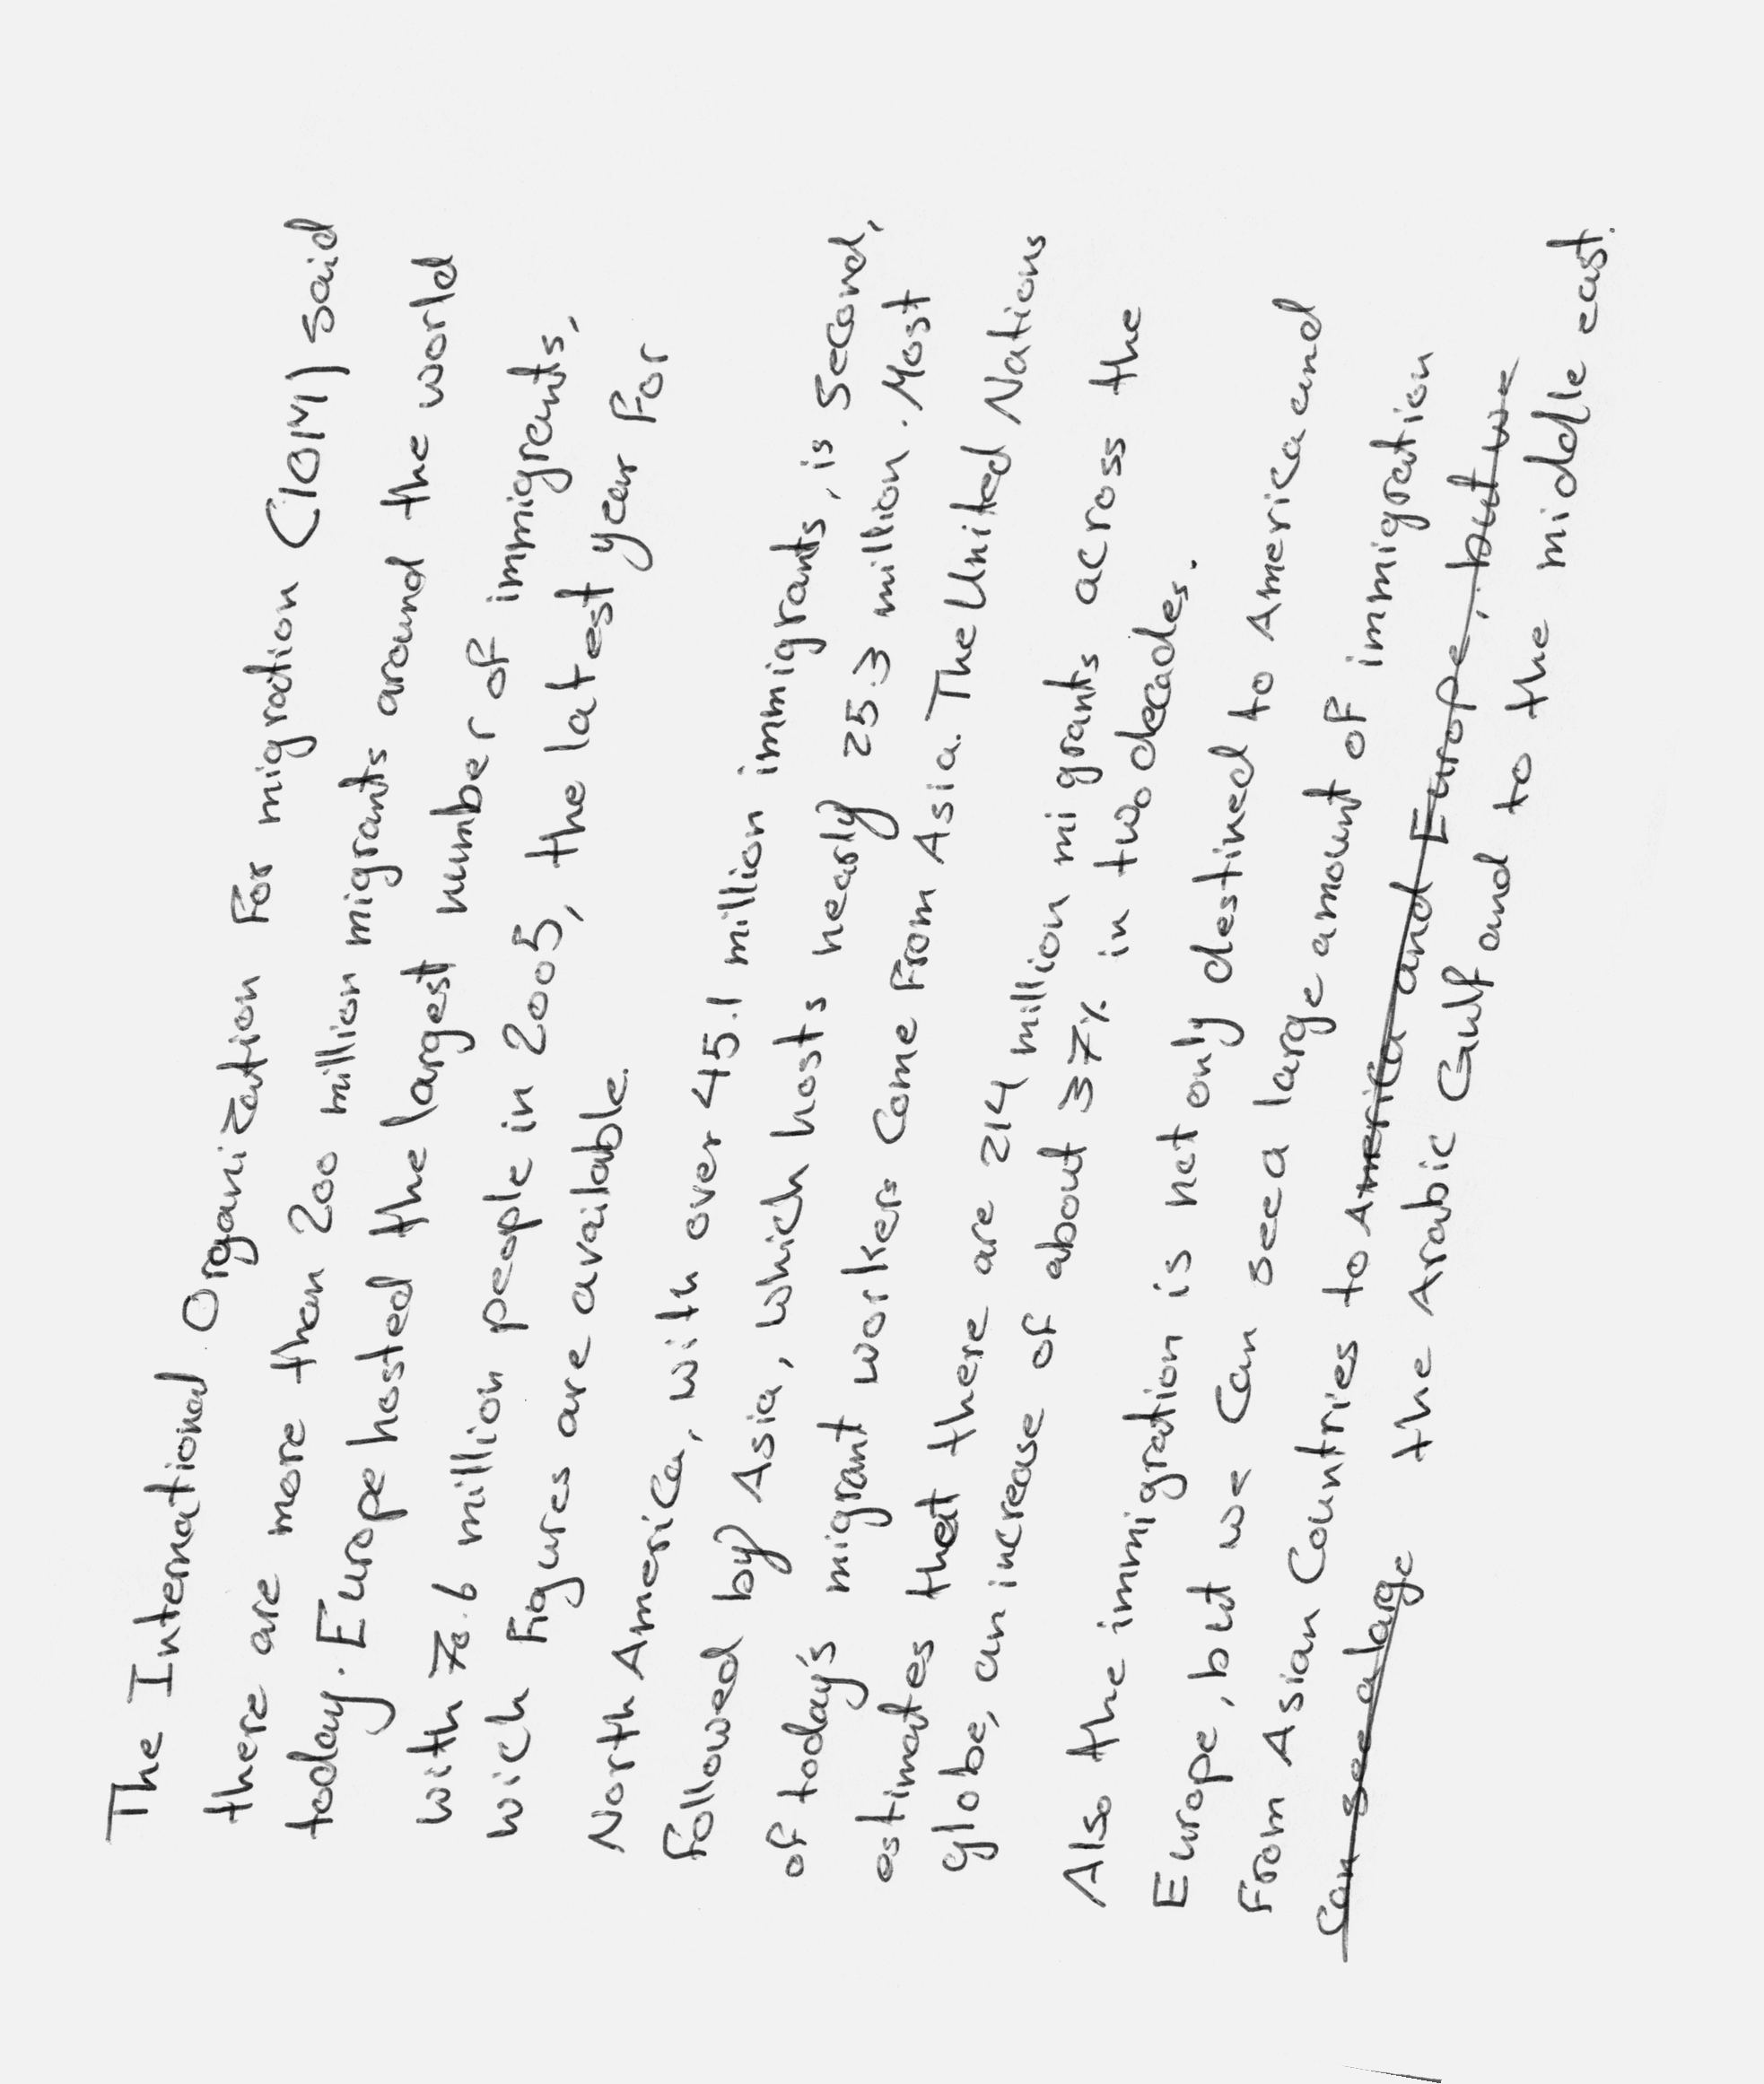 The International Organization For migration (IOM) said
there are more than 200 million migrants around the world
today. Europe hosted the largest number of immigrants,
with 70.6 million people in 2005, the latest year For
wich Figures are available.
North America, with over 45.1 million immigrants, is Second,
Followed by Asia, which hosts nearly 25.3 million. Most
of today's migrant workers Come From Asia. The United Nations
estimates that there are 214 million migrants across the
globe, an increase of about 37% in two decades.
Also the immigration is not only destined to America and
Europe, but we Can see a large amount of immigration
From Asian Countries to America and Europe, but we
Can see a large the Arabic Gulf and to the middle east.